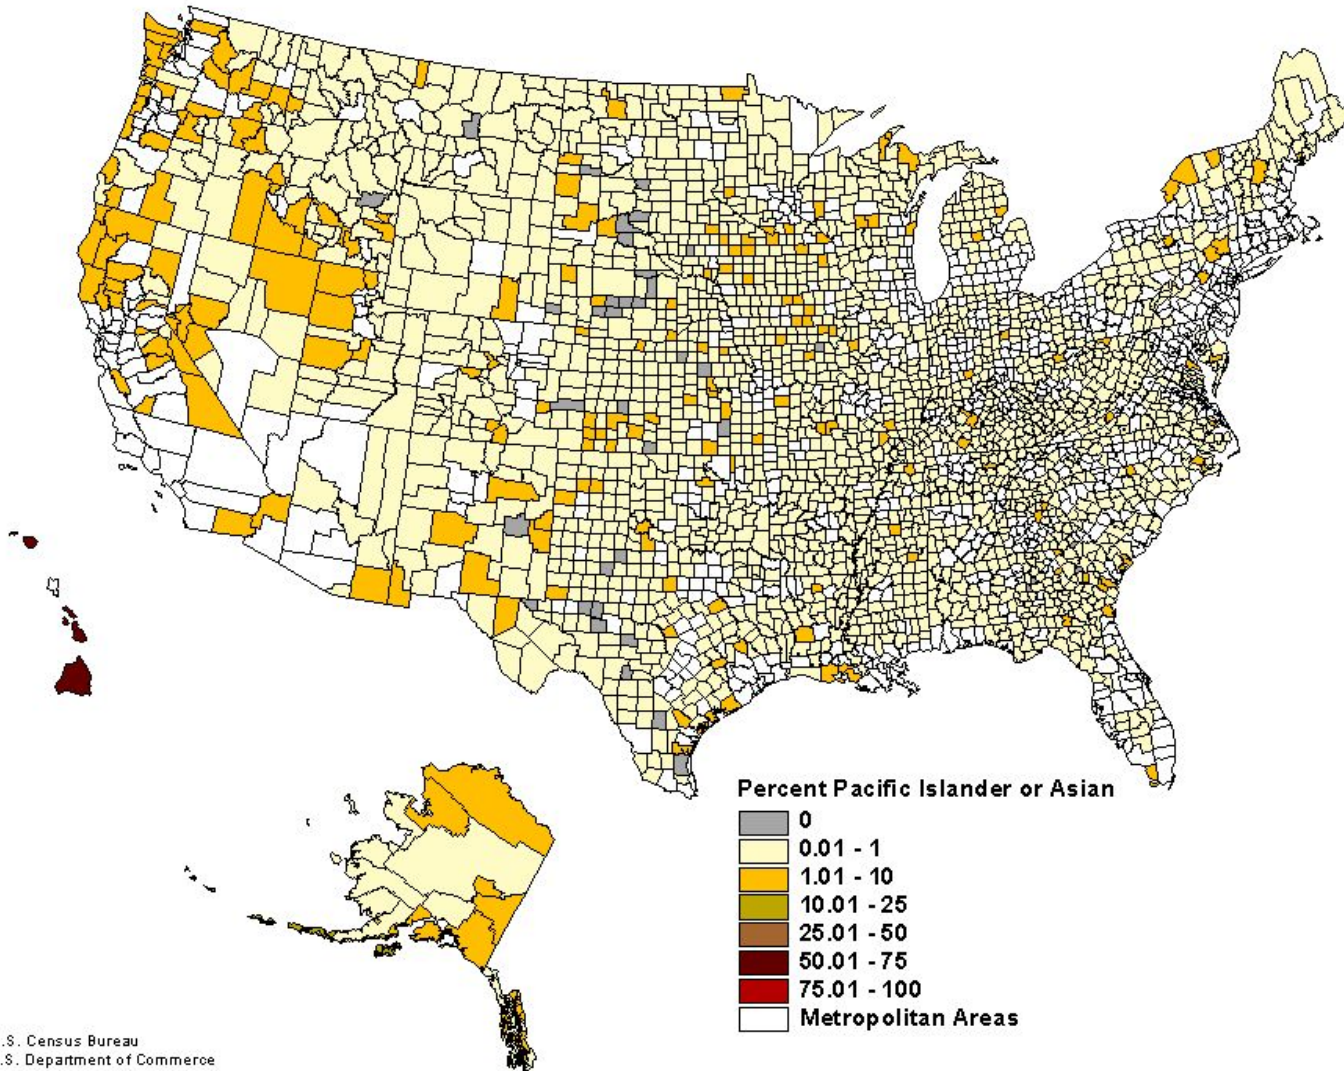 Percent Pacific Islander or Asian
0
0.01 - 1
1.01 - 10
10.01 - 25
25.01 - 50
50.01 - 75
75.01 - 100
Metropolitan Areas
.S. Census Bureau
.S. Department of Commerce